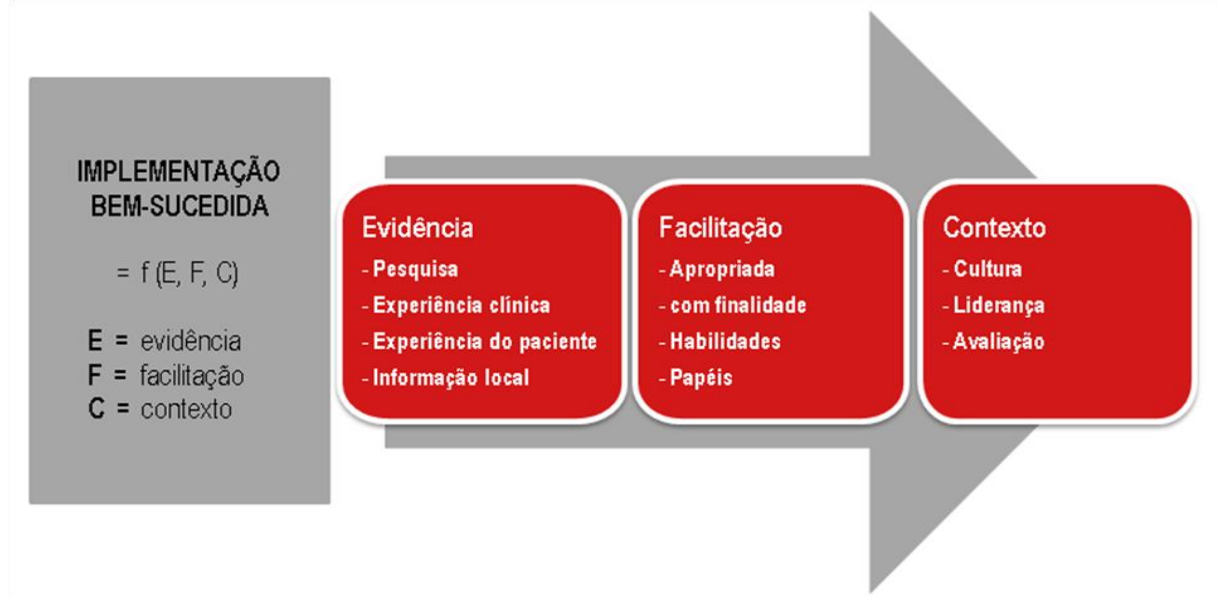 IMPLEMENTAÇÃO
BEM-SUCEDIDA
= f (E, F, C)
E = evidência
F = facilitação
C = contexto
Evidência
- Pesquisa
- Experiência clínica
- Experiência do paciente
- Informação local
Facilitação
- Apropriada
- com finalidade
- Habilidades
- Papéis
Contexto
- Cultura
- Liderança
- Avaliação